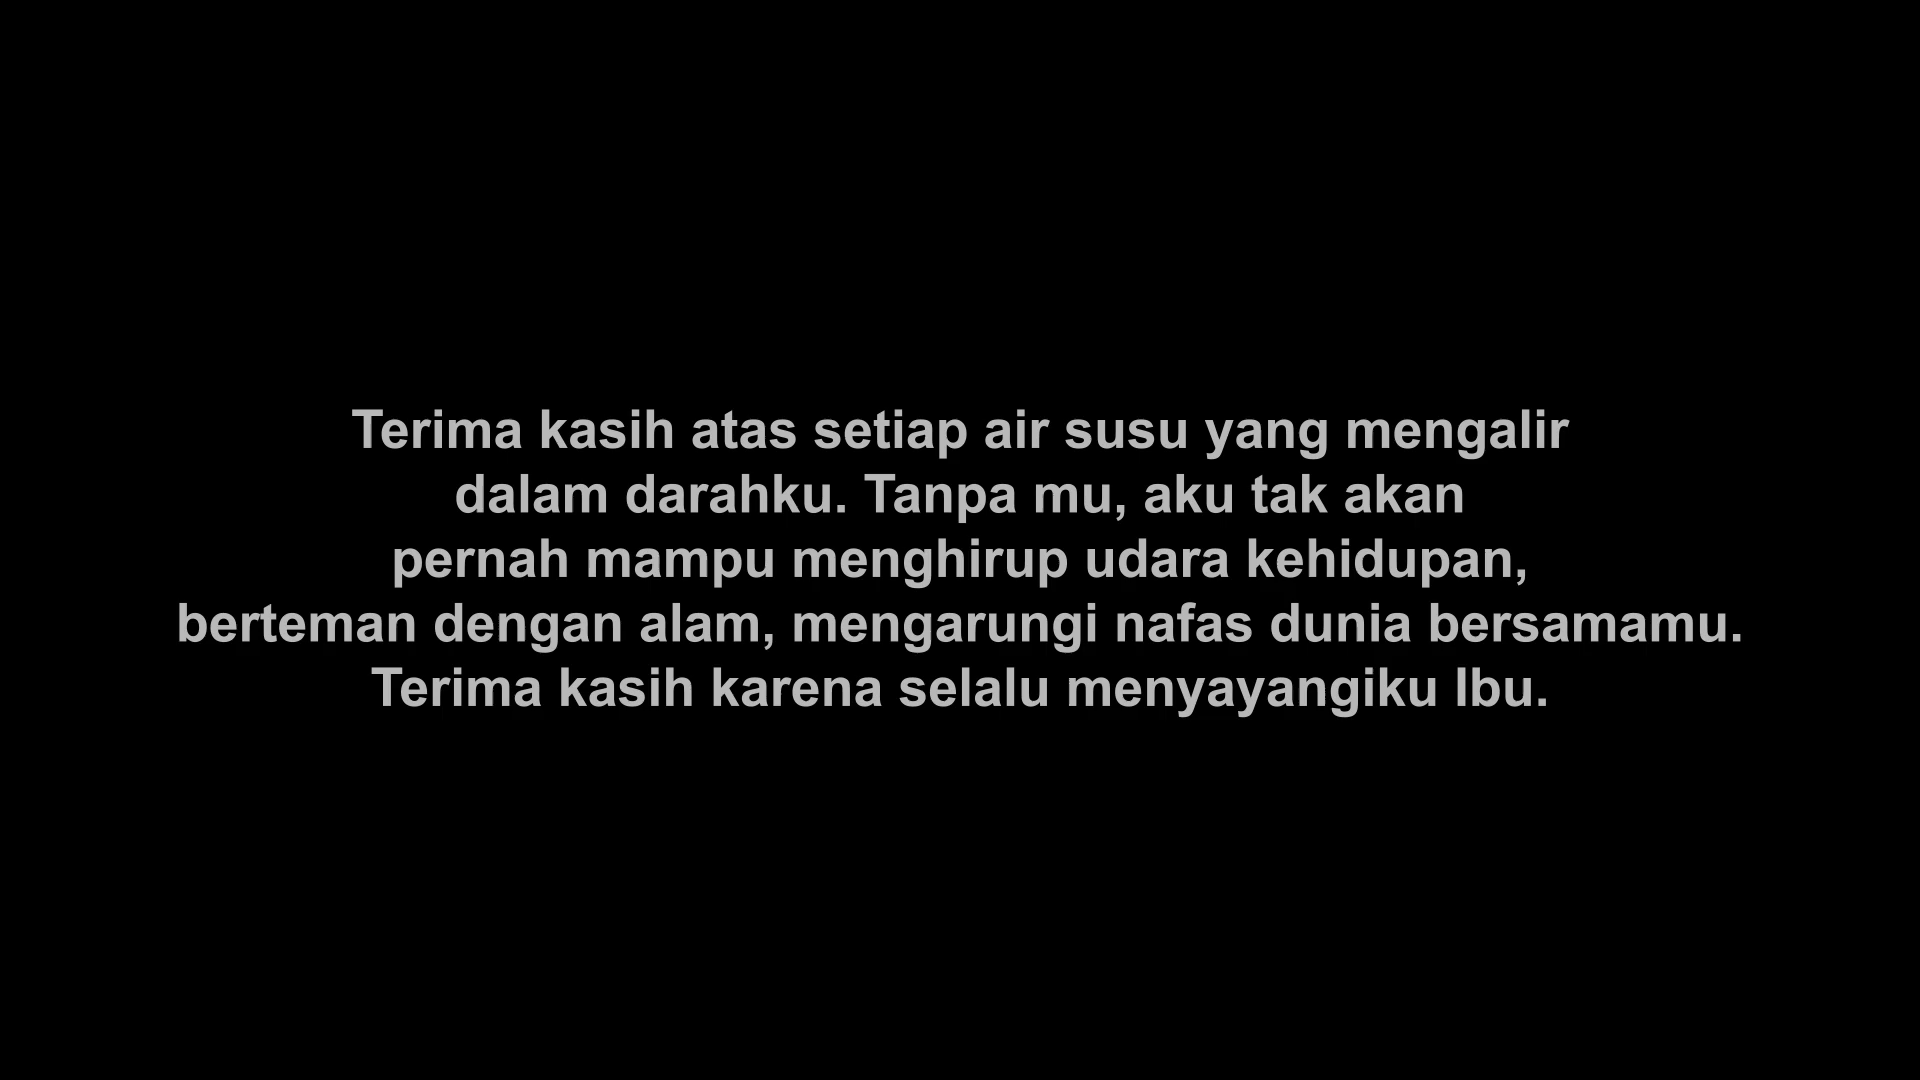 Terima kasih atas setiap air susu yang mengalir
dalam darahku. Tanpa mu, aku tak akan
pernah mampu menghirup udara kehidupan,
berteman dengan alam, mengarungi nafas dunia bersamamu.
Terima kasih karena selalu menyayangiku Ibu.